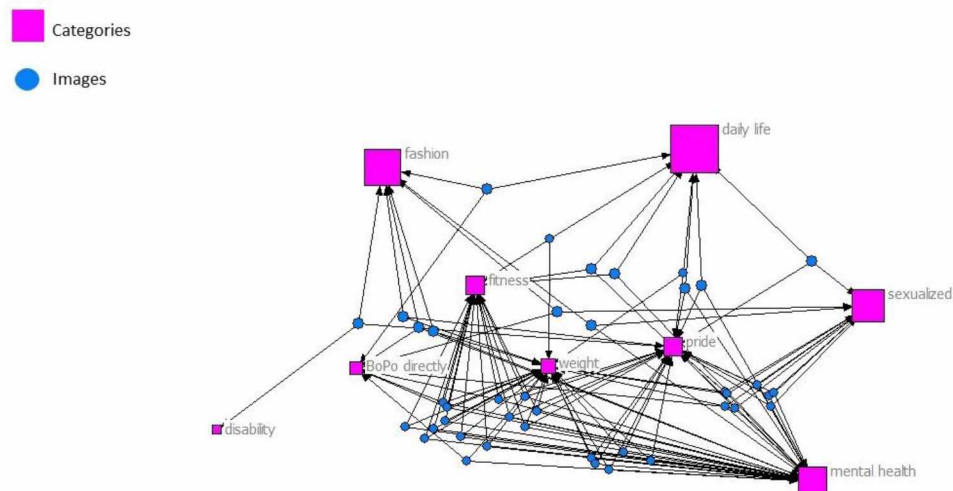 Categories
Images
daily life
fashion
fitness
sexualized
pride
BoPo directly
weight
disability
mental health